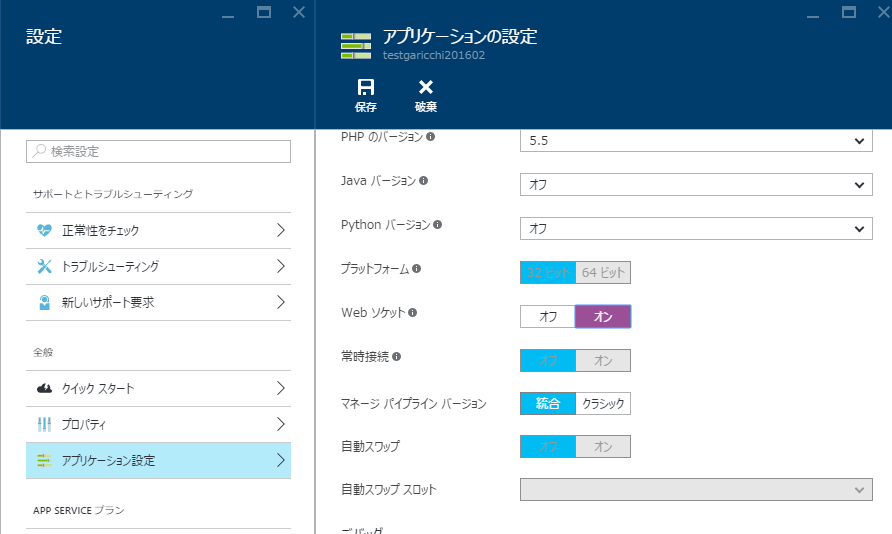 設定
検索設定
サポートとトラブルシューティング
正常性をチェック
トラブルシューティング
新しいサポート要求
全般
クイック スタート
プロパティ
アプリケーション設定
APP SERVICE プラン
アプリケーションの設定
testgaricchi201602
保存 破棄
PHP のバージョン 5.5
Java バージョン オフ
Python バージョン オフ
プラットフォーム 32 ビット 64 ビット
Web ソケット オフ オン
常時接続 オフ オン
マネージ パイプライン バージョン 統合 クラシック
自動スワップ オフ オン
自動スワップ スロット
デバッグ